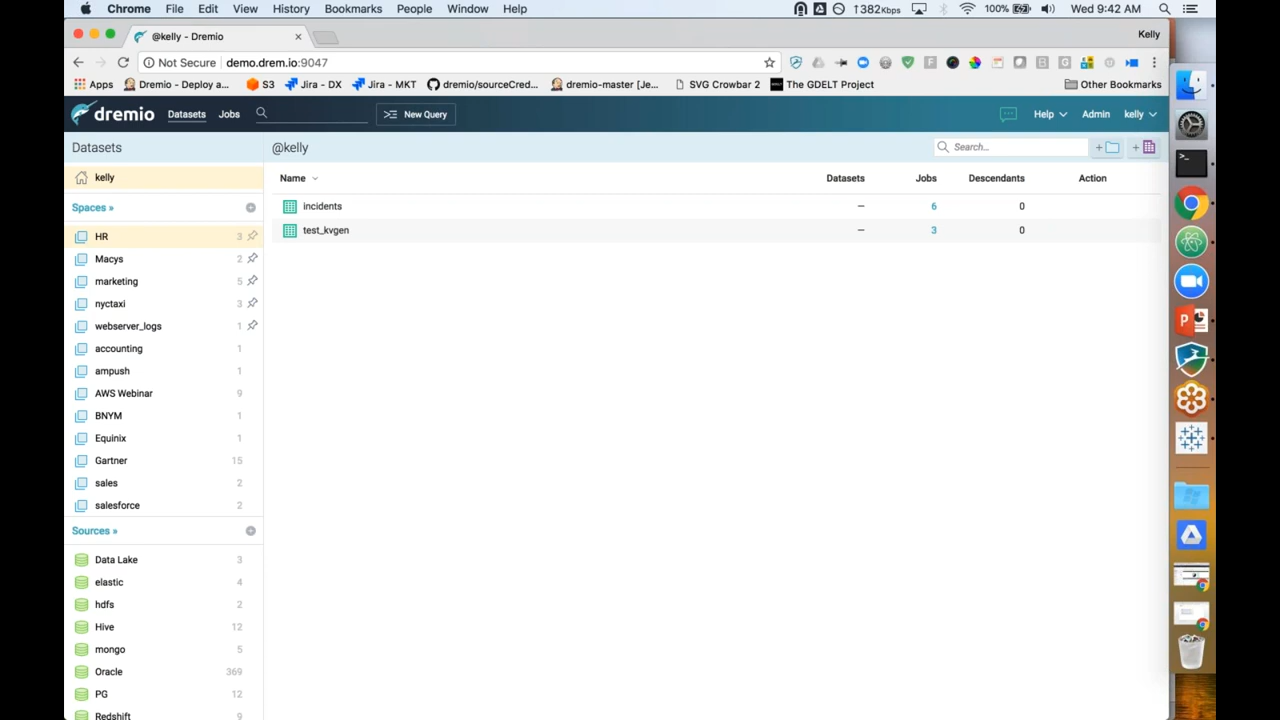 Chrome File Edit View History Bookmarks People Window Help
↑382Kbps 100% Wed 9:42 AM
@kelly - Dremio
Kelly
Not Secure demo.drem.io:9047
Apps Dremio - Deploy a... S3 Jira - DX Jira - MKT dremio/sourceCred... dremio-master [Je... SVG Crowbar 2 The GDELT Project Other Bookmarks
dremio Datasets Jobs New Query Help Admin kelly
Datasets
@kelly
Search...
kelly
Name Datasets Jobs Descendants Action
incidents — 6 0
test_kvgen — 3 0
Spaces »
HR 3
Macys 2
marketing 5
nyctaxi 3
webserver_logs 1
accounting 1
ampush 1
AWS Webinar 9
BNYM 1
Equinix 1
Gartner 15
sales 2
salesforce 2
Sources »
Data Lake 3
elastic 4
hdfs 2
Hive 12
mongo 5
Oracle 369
PG 12
Redshift 9